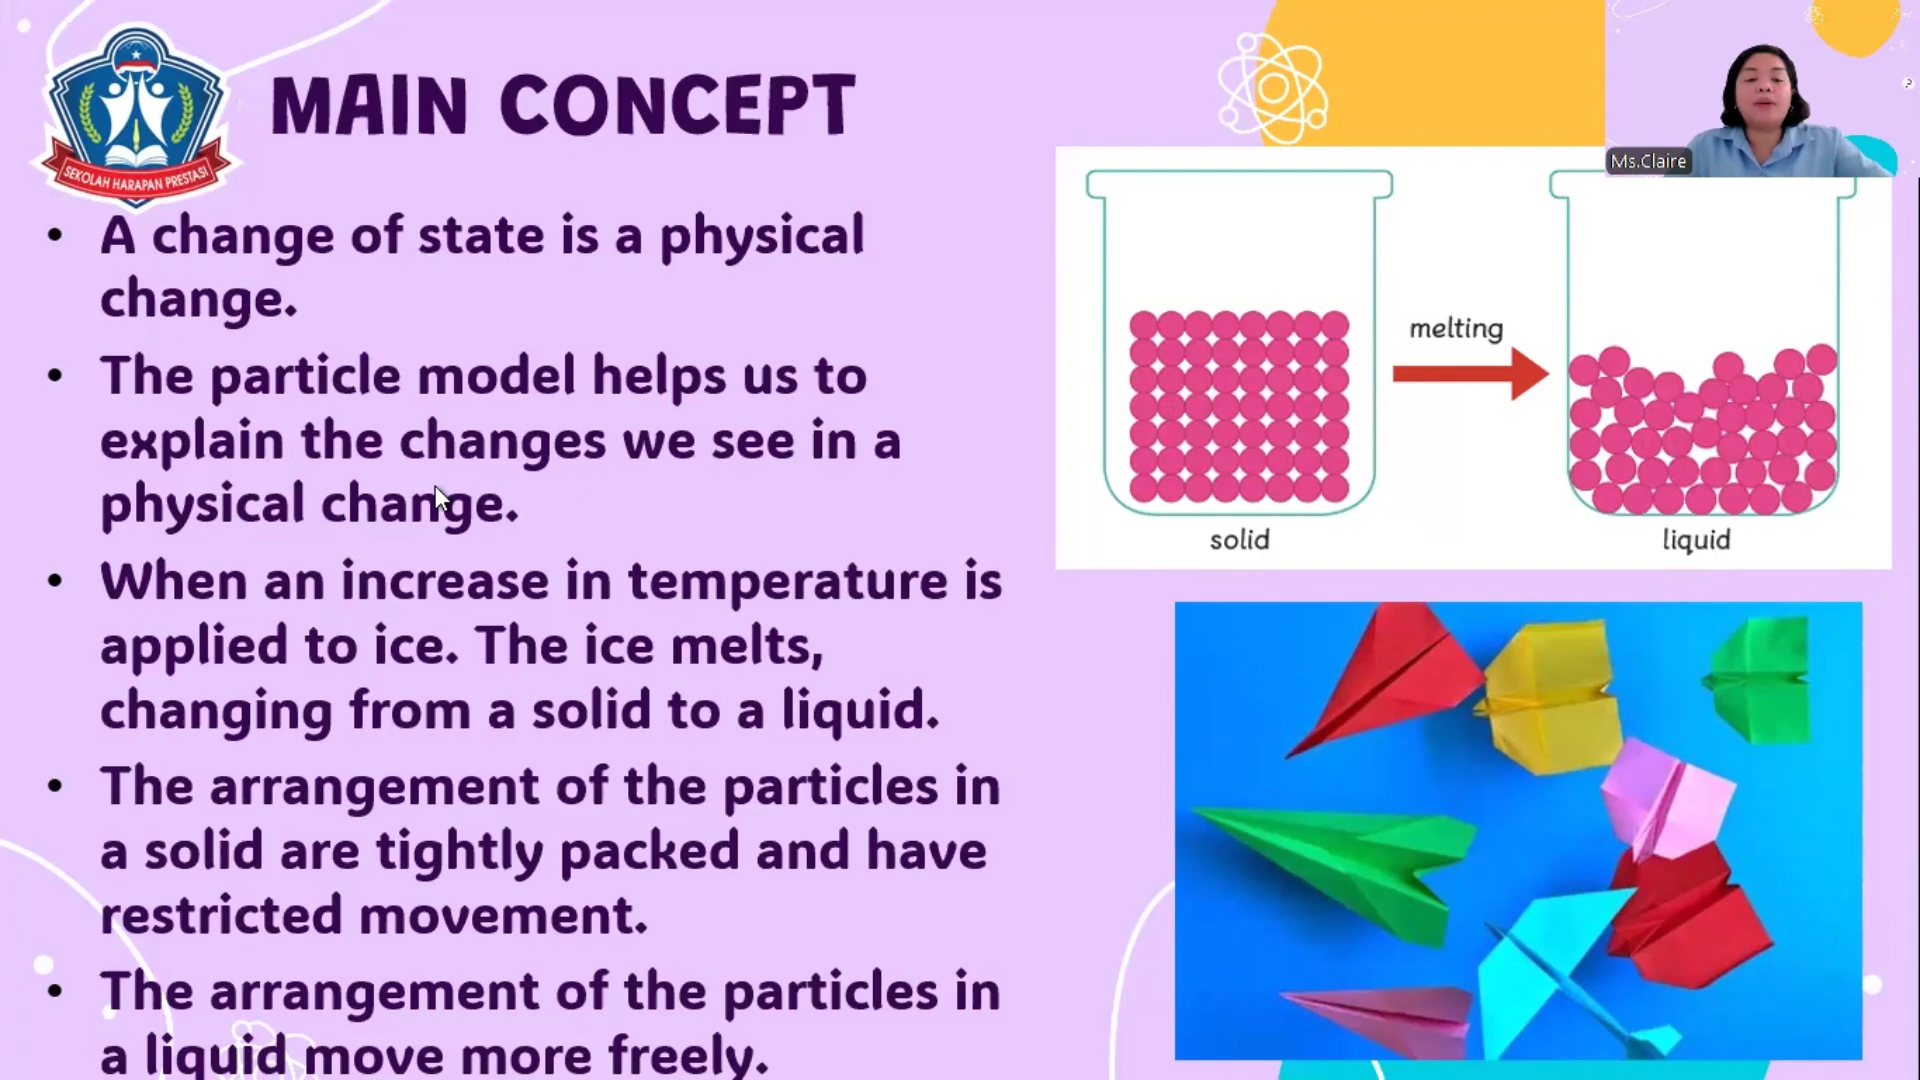 SEKOLAH HARAPAN PRESTASI
MAIN CONCEPT
Ms.Claire
• A change of state is a physical
change.
• The particle model helps us to
explain the changes we see in a
physical change.
• When an increase in temperature is
applied to ice. The ice melts,
changing from a solid to a liquid.
• The arrangement of the particles in
a solid are tightly packed and have
restricted movement.
• The arrangement of the particles in
a liquid move more freely.
melting
solid
liquid